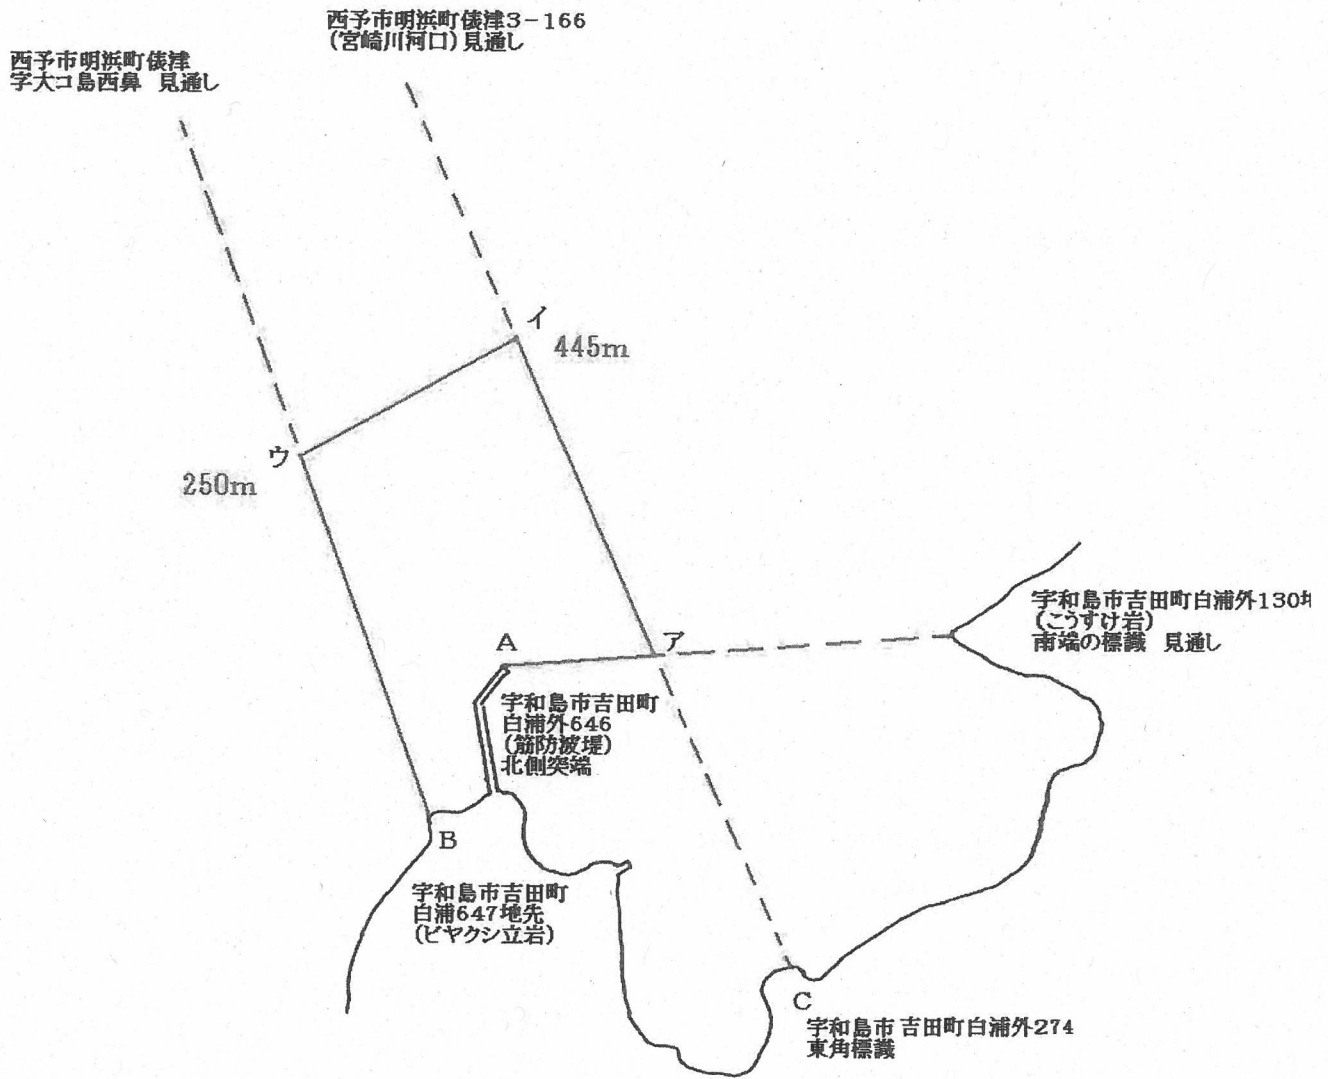 西予市明浜町俵津3-166
(宮崎川河口)見通し
西予市明浜町俵津
字大コ島西鼻 見通し
イ
445m
ウ
250m
宇和島市吉田町白浦外130地
(こうすけ岩)
南端の標識 見通し
A
ア
宇和島市吉田町
白浦外646
(筋防波堤)
北側突端
B
宇和島市吉田町
白浦647地先
(ビヤクシ立岩)
C
宇和島市吉田町白浦外274
東角標識